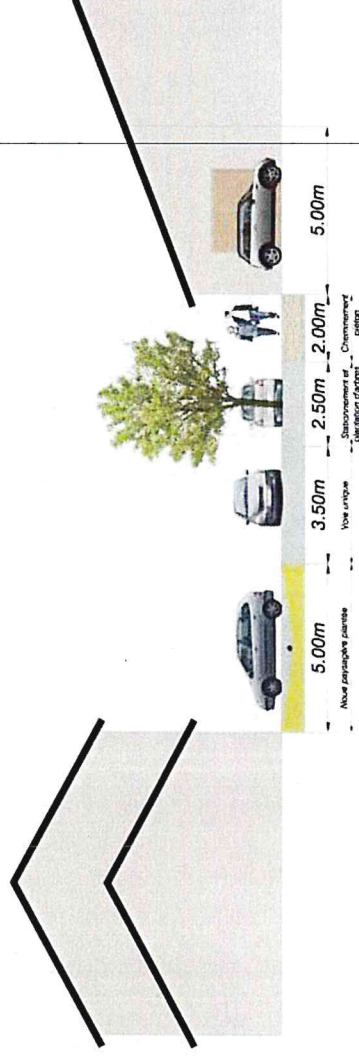 5.00m
3.50m
2.50m
2.00m
5.00m
Noue paysagère plantée
Voie unique
Stationnement et
plantation d'arbres
Cheminement
piéton